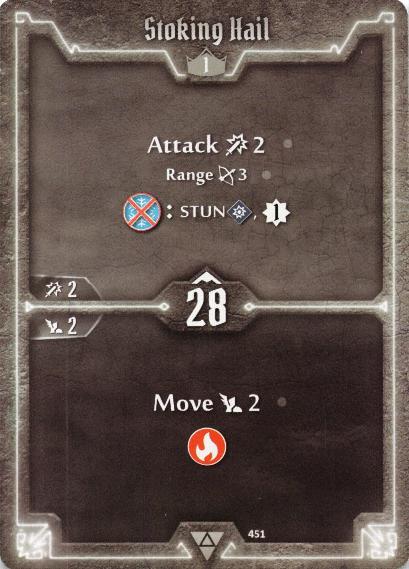 Stoking Hail
1
Attack 2
Range 3
: STUN , 1
2
28
2
Move 2
451